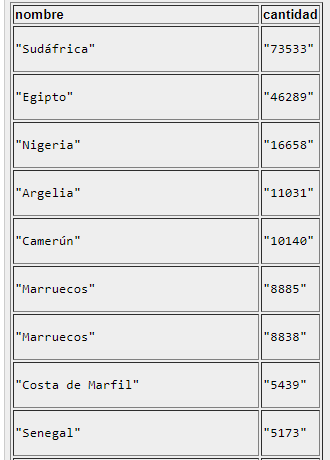 nombre cantidad
"Sudáfrica" "73533"
"Egipto" "46289"
"Nigeria" "16658"
"Argelia" "11031"
"Camerún" "10140"
"Marruecos" "8885"
"Marruecos" "8838"
"Costa de Marfil" "5439"
"Senegal" "5173"